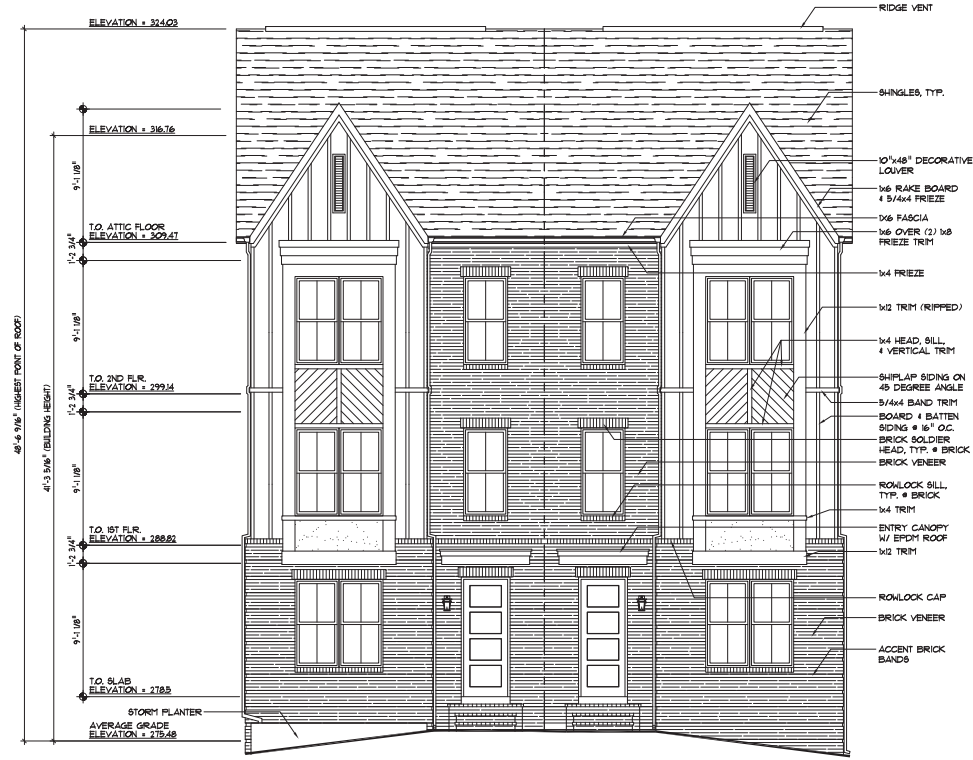 RIDGE VENT
ELEVATION = 324.03
SHINGLES, TYP.
ELEVATION = 316.76
10"x48" DECORATIVE
LOUVER
9'-1 1/8"
1x6 RAKE BOARD
& 5/4x4 FRIEZE
1x6 FASCIA
T.O. ATTIC FLOOR
ELEVATION = 309.47
1x6 OVER (2) 1x8
FRIEZE TRIM
1'-2 3/4"
1x4 FRIEZE
1x12 TRIM (RIPPED)
9'-1 1/8"
1x4 HEAD, SILL,
& VERTICAL TRIM
48'-6 9/16" (HIGHEST POINT OF ROOF)
T.O. 2ND FLR.
ELEVATION = 299.14
SHIPLAP SIDING ON
45 DEGREE ANGLE
1'-2 3/4"
5/4x4 BAND TRIM
BOARD & BATTEN
SIDING @ 16" O.C.
41'-3 5/16" (BUILDING HEIGHT)
BRICK SOLDIER
HEAD, TYP. @ BRICK
BRICK VENEER
9'-1 1/8"
ROWLOCK SILL,
TYP. @ BRICK
1x4 TRIM
T.O. 1ST FLR.
ELEVATION = 288.82
ENTRY CANOPY
W/ EPDM ROOF
1'-2 3/4"
1x12 TRIM
ROWLOCK CAP
9'-1 1/8"
BRICK VENEER
ACCENT BRICK
BANDS
T.O. SLAB
ELEVATION = 278.5
STORM PLANTER
AVERAGE GRADE
ELEVATION = 275.48